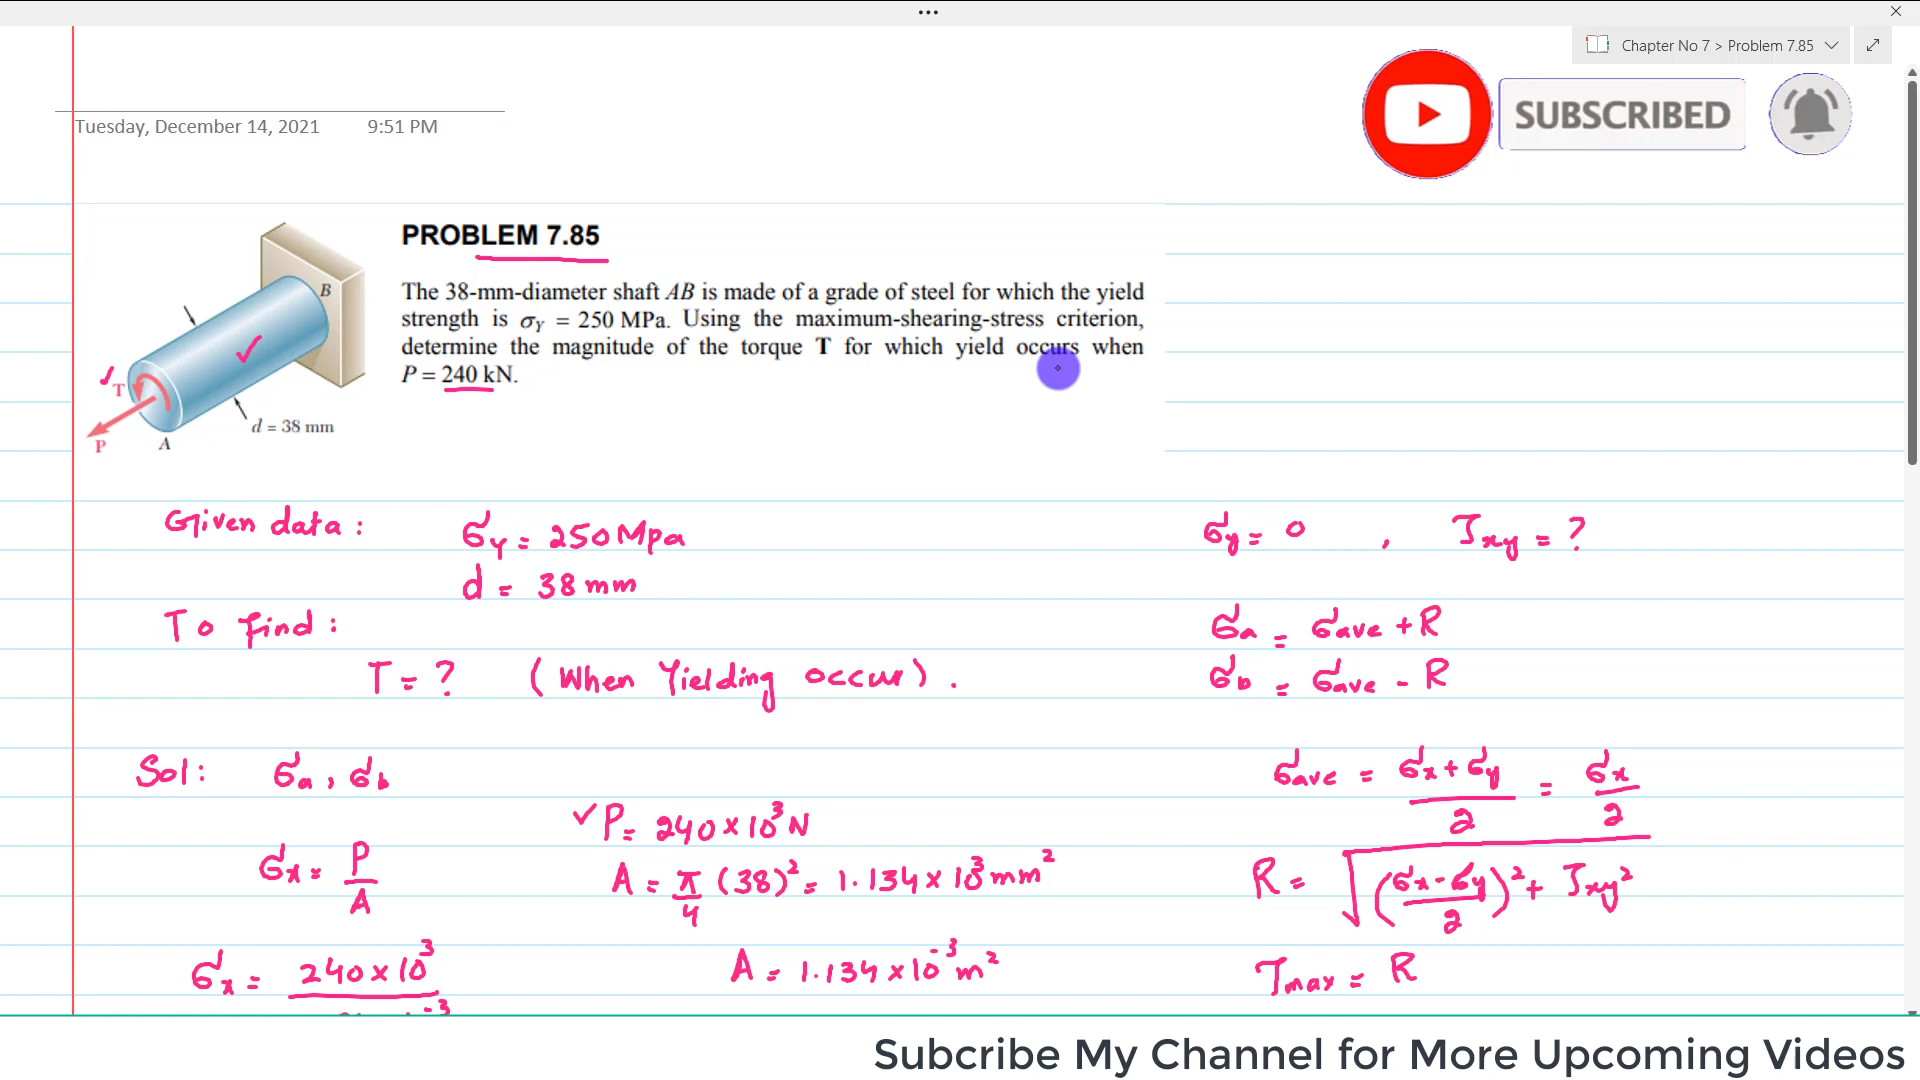 Chapter No 7 > Problem 7.85
SUBSCRIBED
Tuesday, December 14, 2021 9:51 PM
PROBLEM 7.85
The 38-mm-diameter shaft AB is made of a grade of steel for which the yield
strength is σY = 250 MPa. Using the maximum-shearing-stress criterion,
determine the magnitude of the torque T for which yield occurs when
P = 240 kN.
B
T
P
A
d = 38 mm
Given data : σY = 250 Mpa
d = 38 mm
To find :
T = ? ( When Yielding occur ) .
Sol : σa , σb
σx = P/A
P = 240 × 10³ N
A = π/4 (38)² = 1.134 × 10³ mm²
σx = 240 × 10³
A = 1.134 × 10⁻³ m²
σy = 0 , τxy = ?
σa = σave + R
σb = σave - R
σave = σx + σy / 2 = σx / 2
R = √((σx - σy / 2)² + τxy²)
τmax = R
Subcribe My Channel for More Upcoming Videos